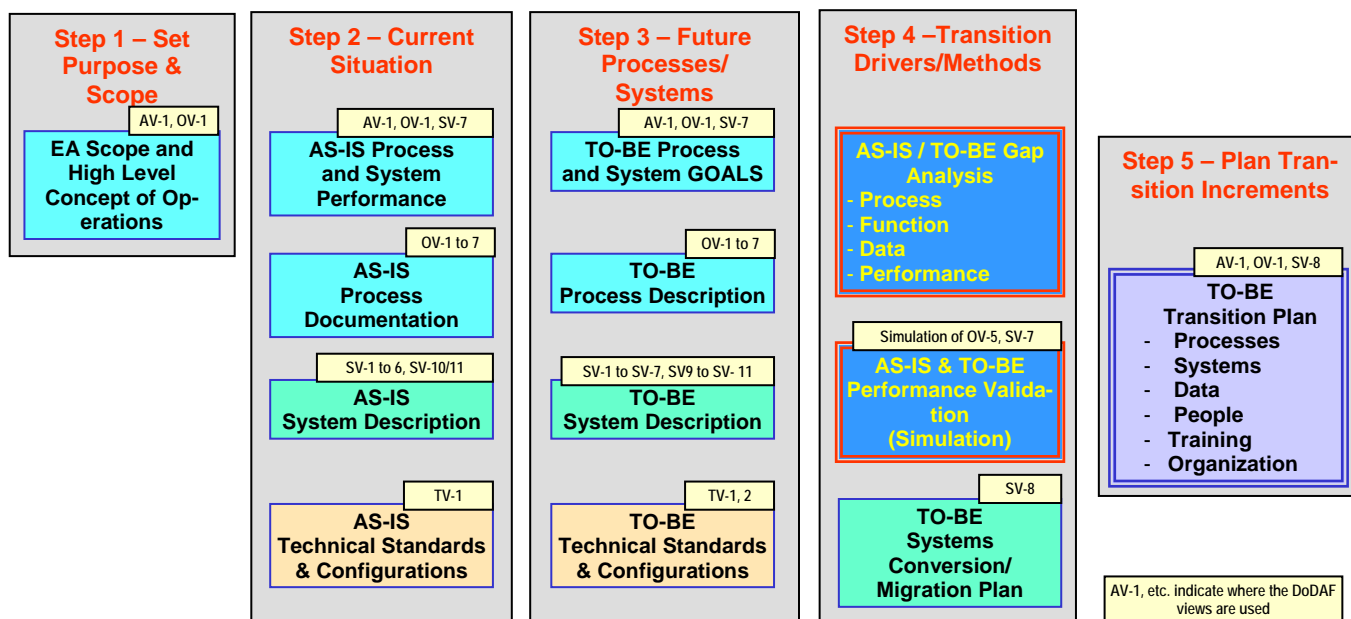 Step 1 – Set
Purpose &
Scope
AV-1, OV-1
EA Scope and
High Level
Concept of Op-
erations
Step 2 – Current
Situation
AV-1, OV-1, SV-7
AS-IS Process
and System
Performance
OV-1 to 7
AS-IS
Process
Documentation
SV-1 to 6, SV-10/11
AS-IS
System Description
TV-1
AS-IS
Technical Standards
& Configurations
Step 3 – Future
Processes/
Systems
AV-1, OV-1, SV-7
TO-BE Process
and System GOALS
OV-1 to 7
TO-BE
Process Description
SV-1 to SV-7, SV9 to SV- 11
TO-BE
System Description
TV-1, 2
TO-BE
Technical Standards
& Configurations
Step 4 –Transition
Drivers/Methods
AS-IS / TO-BE Gap
Analysis
- Process
- Function
- Data
- Performance
Simulation of OV-5, SV-7
AS-IS & TO-BE
Performance Valida-
tion
(Simulation)
SV-8
TO-BE
Systems
Conversion/
Migration Plan
Step 5 – Plan Tran-
sition Increments
AV-1, OV-1, SV-8
TO-BE
Transition Plan
- Processes
- Systems
- Data
- People
- Training
- Organization
AV-1, etc. indicate where the DoDAF
views are used